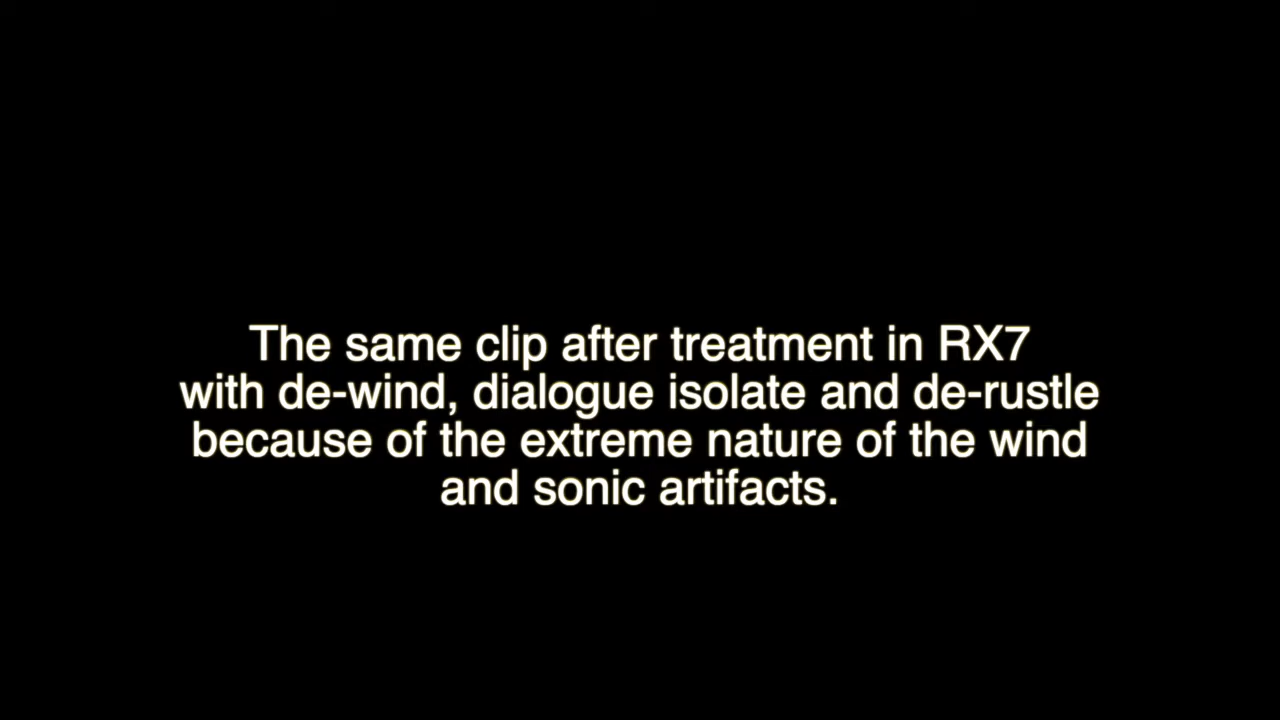 The same clip after treatment in RX7
with de-wind, dialogue isolate and de-rustle
because of the extreme nature of the wind
and sonic artifacts.